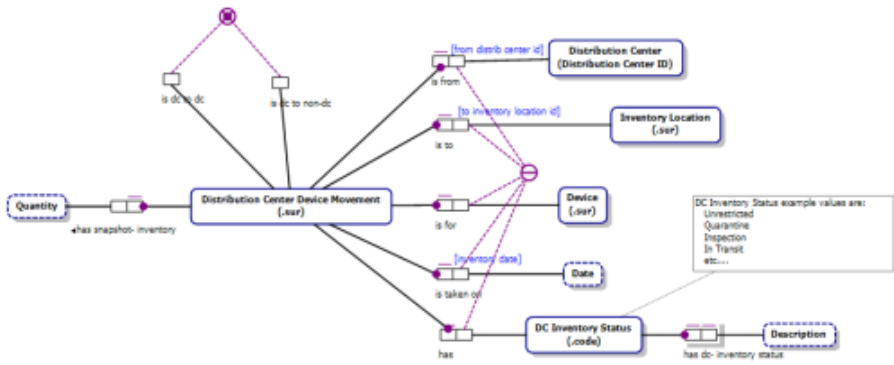 [from distrib center id]
Distribution Center
(Distribution Center ID)
is from
is dc to dc
is dc to non-dc
[to inventory location id]
Inventory Location
(.sur)
is to
Quantity
◂has snapshot- inventory
Distribution Center Device Movement
(.sur)
Device
(.sur)
is for
DC Inventory Status example values are:
Unrestricted
Quarantine
Inspection
In Transit
etc....
[inventory date]
Date
is taken on
DC Inventory Status
(.code)
has
Description
has dc- inventory status